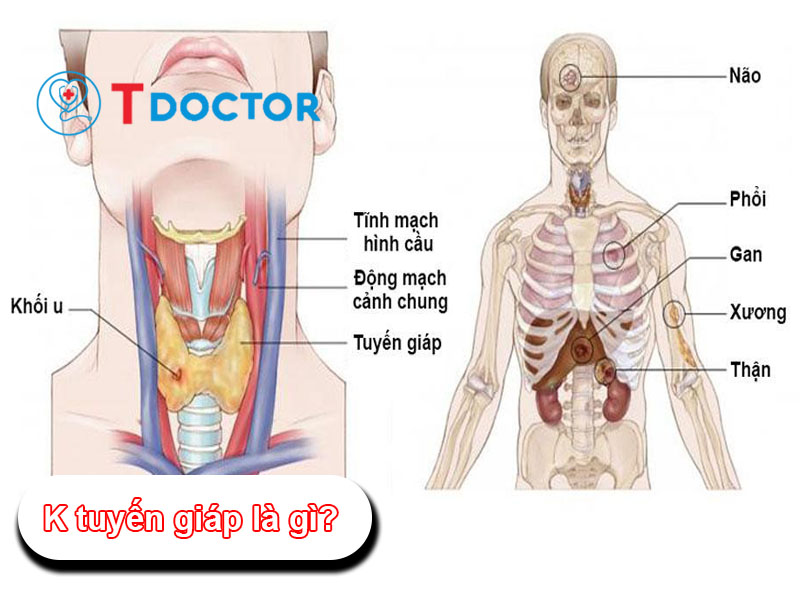 T DOCTOR
Tĩnh mạch
hình cầu
Động mạch
cảnh chung
Khối u
Tuyến giáp
Não
Phổi
Gan
Xương
Thận
K tuyến giáp là gì?